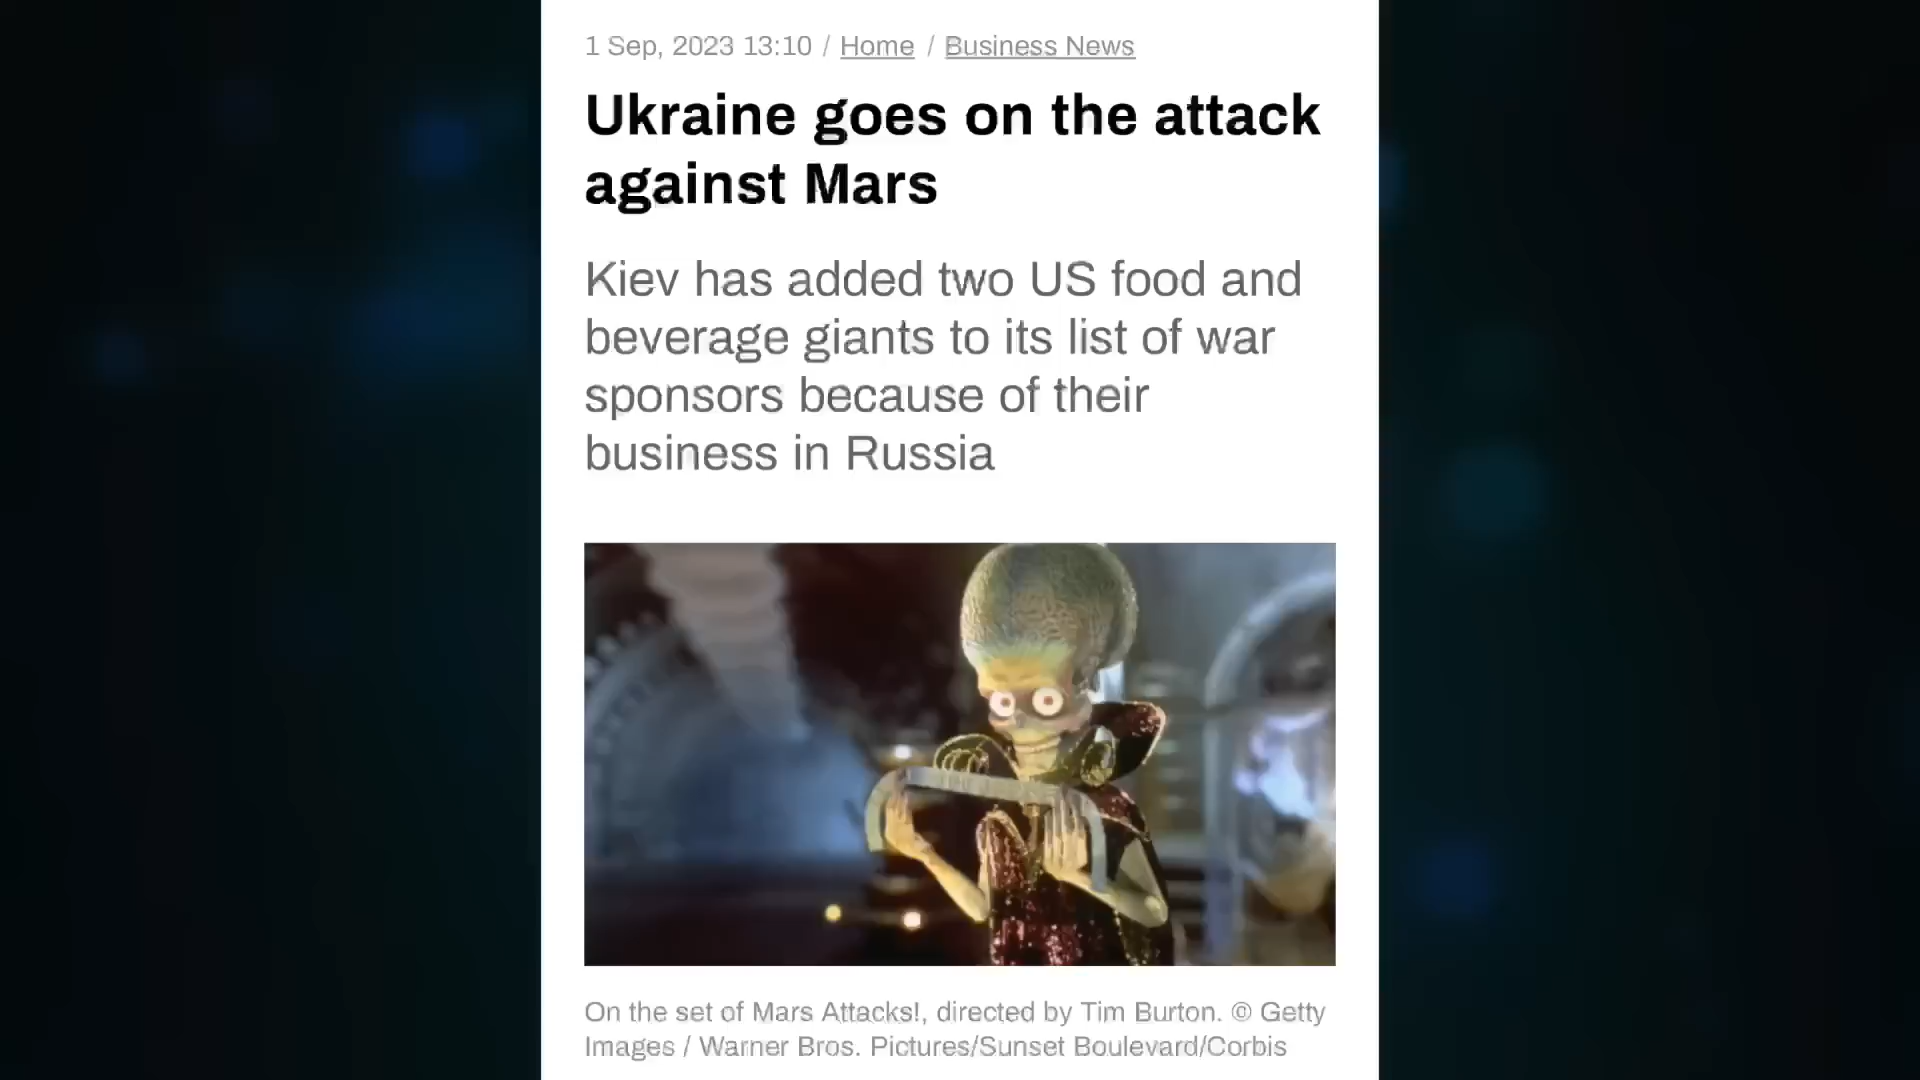 1 Sep, 2023 13:10 / Home / Business News
Ukraine goes on the attack
against Mars
Kiev has added two US food and
beverage giants to its list of war
sponsors because of their
business in Russia
On the set of Mars Attacks!, directed by Tim Burton. © Getty
Images / Warner Bros. Pictures/Sunset Boulevard/Corbis